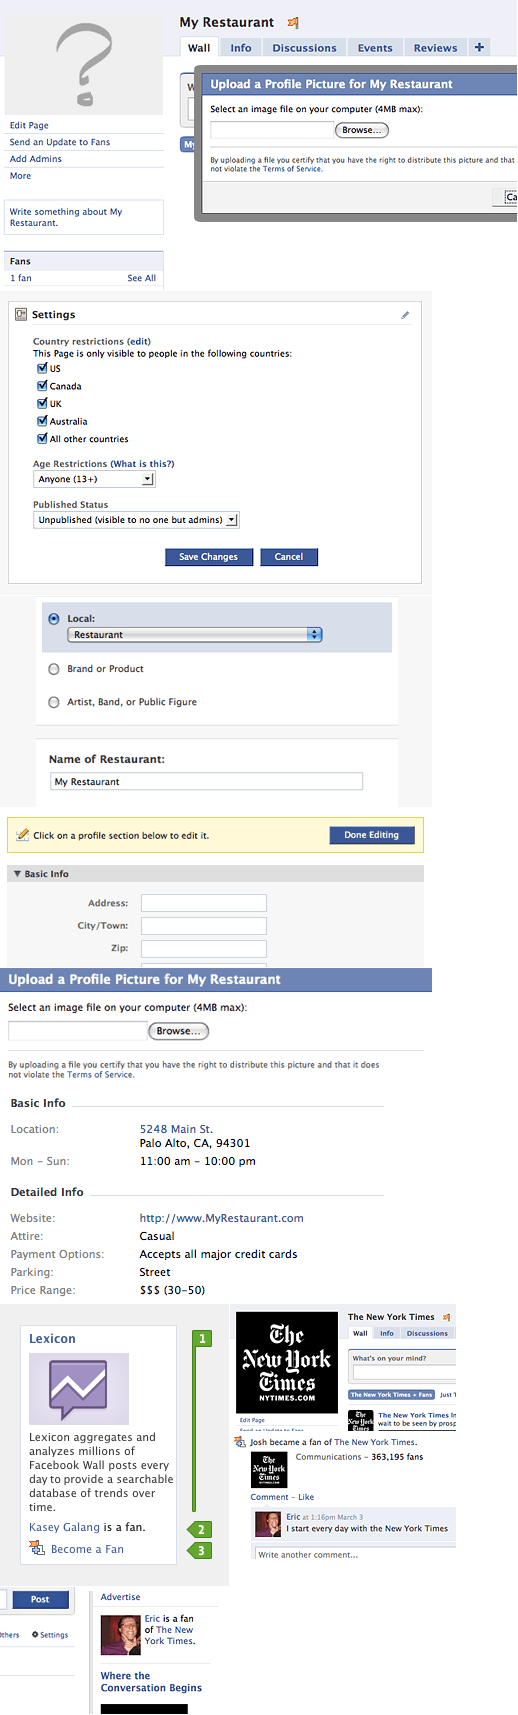 My Restaurant
Wall Info Discussions Events Reviews +
Upload a Profile Picture for My Restaurant
Select an image file on your computer (4MB max):
Browse...
By uploading a file you certify that you have the right to distribute this picture and that
not violate the Terms of Service.
Edit Page
Send an Update to Fans
Add Admins
More
Write something about My
Restaurant.
Fans
1 fan See All
Settings
Country restrictions (edit)
This Page is only visible to people in the following countries:
US
Canada
UK
Australia
All other countries
Age Restrictions (What is this?)
Anyone (13+)
Published Status
Unpublished (visible to no one but admins)
Save Changes Cancel
Local:
Restaurant
Brand or Product
Artist, Band, or Public Figure
Name of Restaurant:
My Restaurant
Click on a profile section below to edit it. Done Editing
Basic Info
Address:
City/Town:
Zip:
Upload a Profile Picture for My Restaurant
Select an image file on your computer (4MB max):
Browse...
By uploading a file you certify that you have the right to distribute this picture and that it does
not violate the Terms of Service.
Basic Info
Location: 5248 Main St.
Palo Alto, CA, 94301
Mon - Sun: 11:00 am - 10:00 pm
Detailed Info
Website: http://www.MyRestaurant.com
Attire: Casual
Payment Options: Accepts all major credit cards
Parking: Street
Price Range: $$$ (30-50)
Lexicon
Lexicon aggregates and
analyzes millions of
Facebook Wall posts every
day to provide a searchable
database of trends over
time.
Kasey Galang is a fan.
Become a Fan
1
2
3
The
New York
Times
NYTIMES.COM
Edit Page
The New York Times
Wall Info Discussions
What's on your mind?
The New York Times + Fans Just T
The New York Times In
wait to be seen by prosp
Josh became a fan of The New York Times.
The
New York
Times
Communications - 363,195 fans
Comment - Like
Eric at 1:16pm March 3
I start every day with the New York Times
Write another comment...
Post
thers Settings
Advertise
Eric is a fan
of The New
York Times.
Where the
Conversation Begins